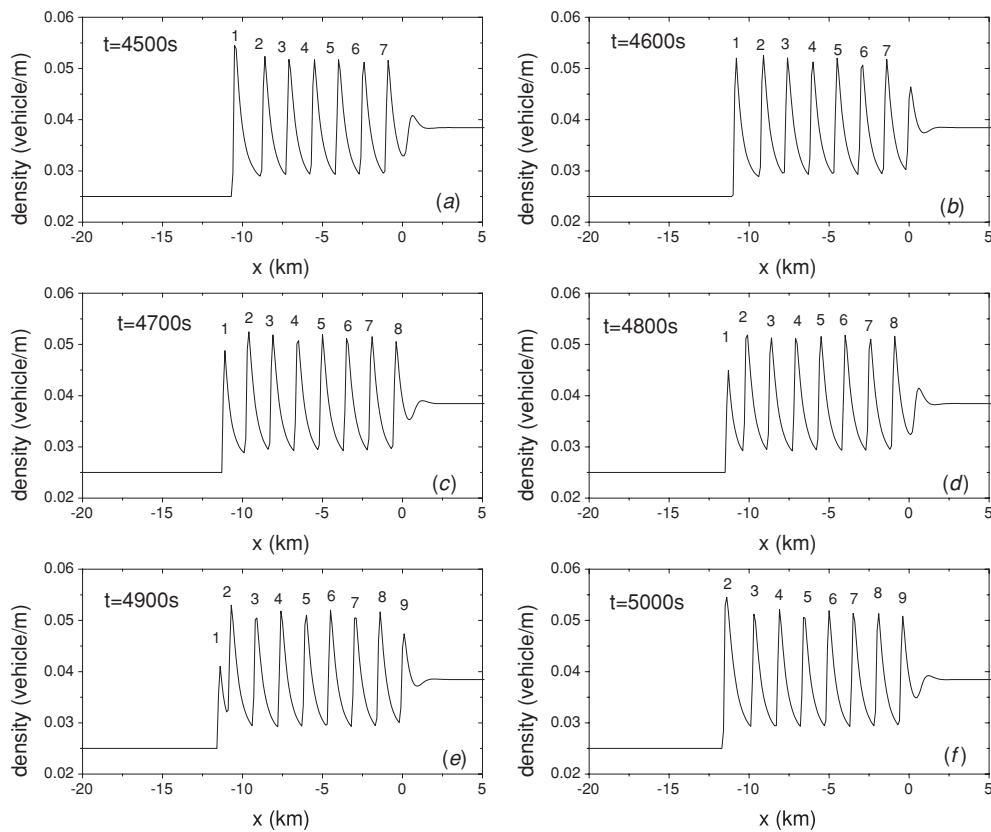 0.06
0.05
0.04
0.03
0.02
density (vehicle/m)
t=4500s
1 2 3 4 5 6 7
(a)
-20 -15 -10 -5 0 5
x (km)
0.06
0.05
0.04
0.03
0.02
density (vehicle/m)
t=4600s
1 2 3 4 5 6 7
(b)
-20 -15 -10 -5 0 5
x (km)
0.06
0.05
0.04
0.03
0.02
density (vehicle/m)
t=4700s
1 2 3 4 5 6 7 8
(c)
-20 -15 -10 -5 0 5
x (km)
0.06
0.05
0.04
0.03
0.02
density (vehicle/m)
t=4800s
1 2 3 4 5 6 7 8
(d)
-20 -15 -10 -5 0 5
x (km)
0.06
0.05
0.04
0.03
0.02
density (vehicle/m)
t=4900s
1 2 3 4 5 6 7 8 9
(e)
-20 -15 -10 -5 0 5
x (km)
0.06
0.05
0.04
0.03
0.02
density (vehicle/m)
t=5000s
2 3 4 5 6 7 8 9
(f)
-20 -15 -10 -5 0 5
x (km)